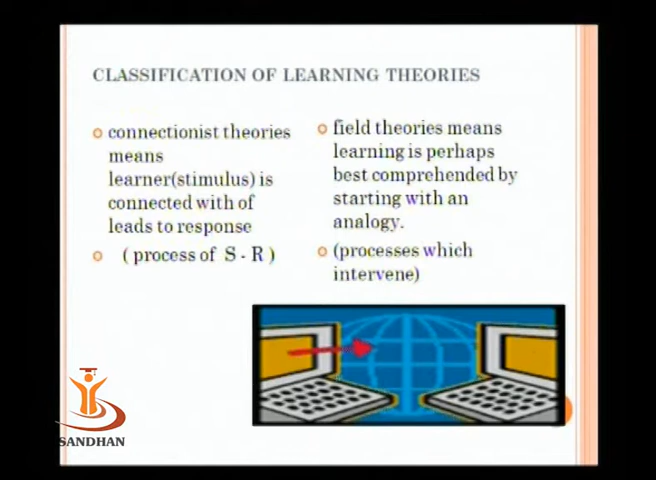 CLASSIFICATION OF LEARNING THEORIES
connectionist theories
means
learner(stimulus) is
connected with of
leads to response
( process of S - R )
field theories means
learning is perhaps
best comprehended by
starting with an
analogy.
(processes which
intervene)
SANDHAN